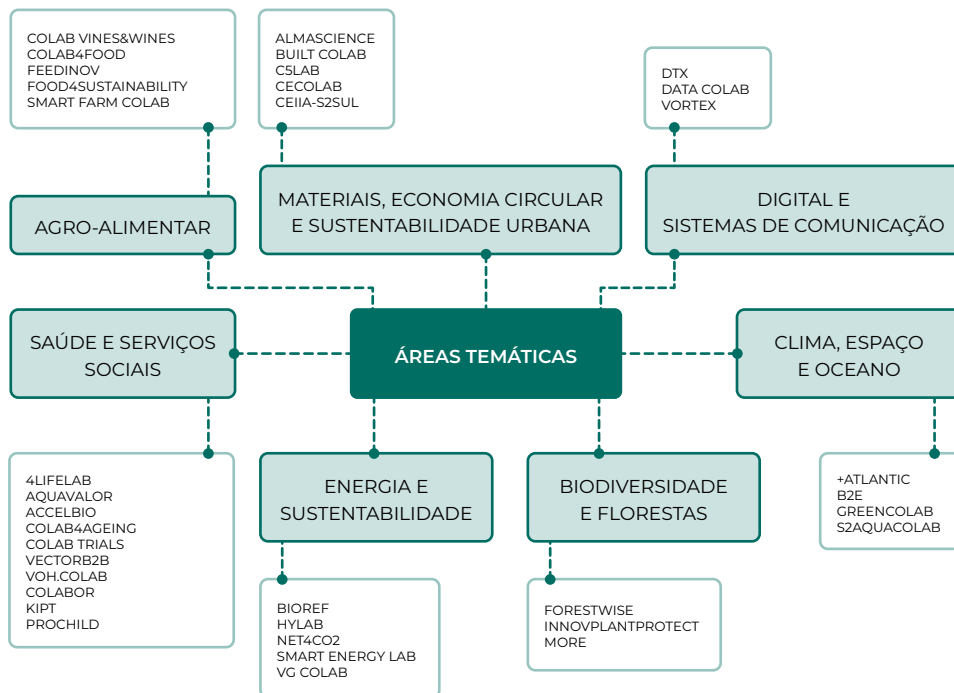 COLAB VINES&WINES
COLAB4FOOD
FEEDINOV
FOOD4SUSTAINABILITY
SMART FARM COLAB
ALMASCIENCE
BUILT COLAB
C5LAB
CECOLAB
CEIIA-S2SUL
DTX
DATA COLAB
VORTEX
AGRO-ALIMENTAR
MATERIAIS, ECONOMIA CIRCULAR
E SUSTENTABILIDADE URBANA
DIGITAL E
SISTEMAS DE COMUNICAÇÃO
SAÚDE E SERVIÇOS
SOCIAIS
ÁREAS TEMÁTICAS
CLIMA, ESPAÇO
E OCEANO
4LIFELAB
AQUAVALOR
ACCELBIO
COLAB4AGEING
COLAB TRIALS
VECTORB2B
VOH.COLAB
COLABOR
KIPT
PROCHILD
ENERGIA E
SUSTENTABILIDADE
BIODIVERSIDADE
E FLORESTAS
+ATLANTIC
B2E
GREENCOLAB
S2AQUACOLAB
BIOREF
HYLAB
NET4CO2
SMART ENERGY LAB
VG COLAB
FORESTWISE
INNOVPLANTPROTECT
MORE